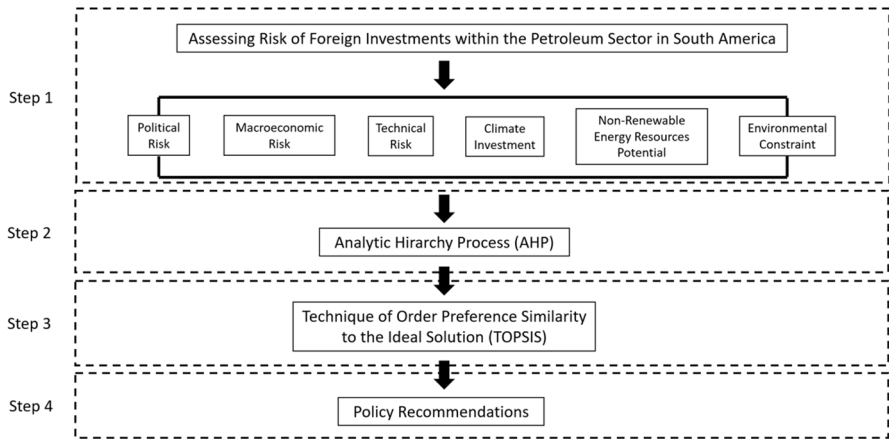 Assessing Risk of Foreign Investments within the Petroleum Sector in South America
Step 1
Political
Risk
Macroeconomic
Risk
Technical
Risk
Climate
Investment
Non-Renewable
Energy Resources
Potential
Environmental
Constraint
Step 2
Analytic Hirarchy Process (AHP)
Step 3
Technique of Order Preference Similarity
to the Ideal Solution (TOPSIS)
Step 4
Policy Recommendations